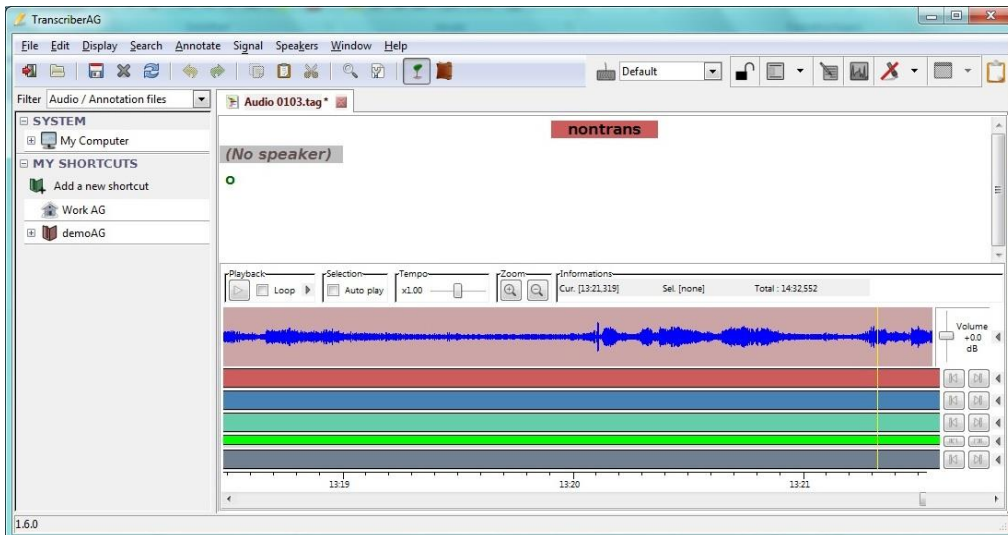 TranscriberAG
File Edit Display Search Annotate Signal Speakers Window Help
Default
Filter Audio / Annotation files
Audio 0103.tag*
SYSTEM
My Computer
MY SHORTCUTS
Add a new shortcut
Work AG
demoAG
nontrans
(No speaker)
Playback Selection Tempo Zoom Informations
Loop Auto play x1.00 Cur. [13:21,319] Sel. [none] Total : 14:32,552
Volume
+0.0
dB
13:19 13:20 13:21
1.6.0